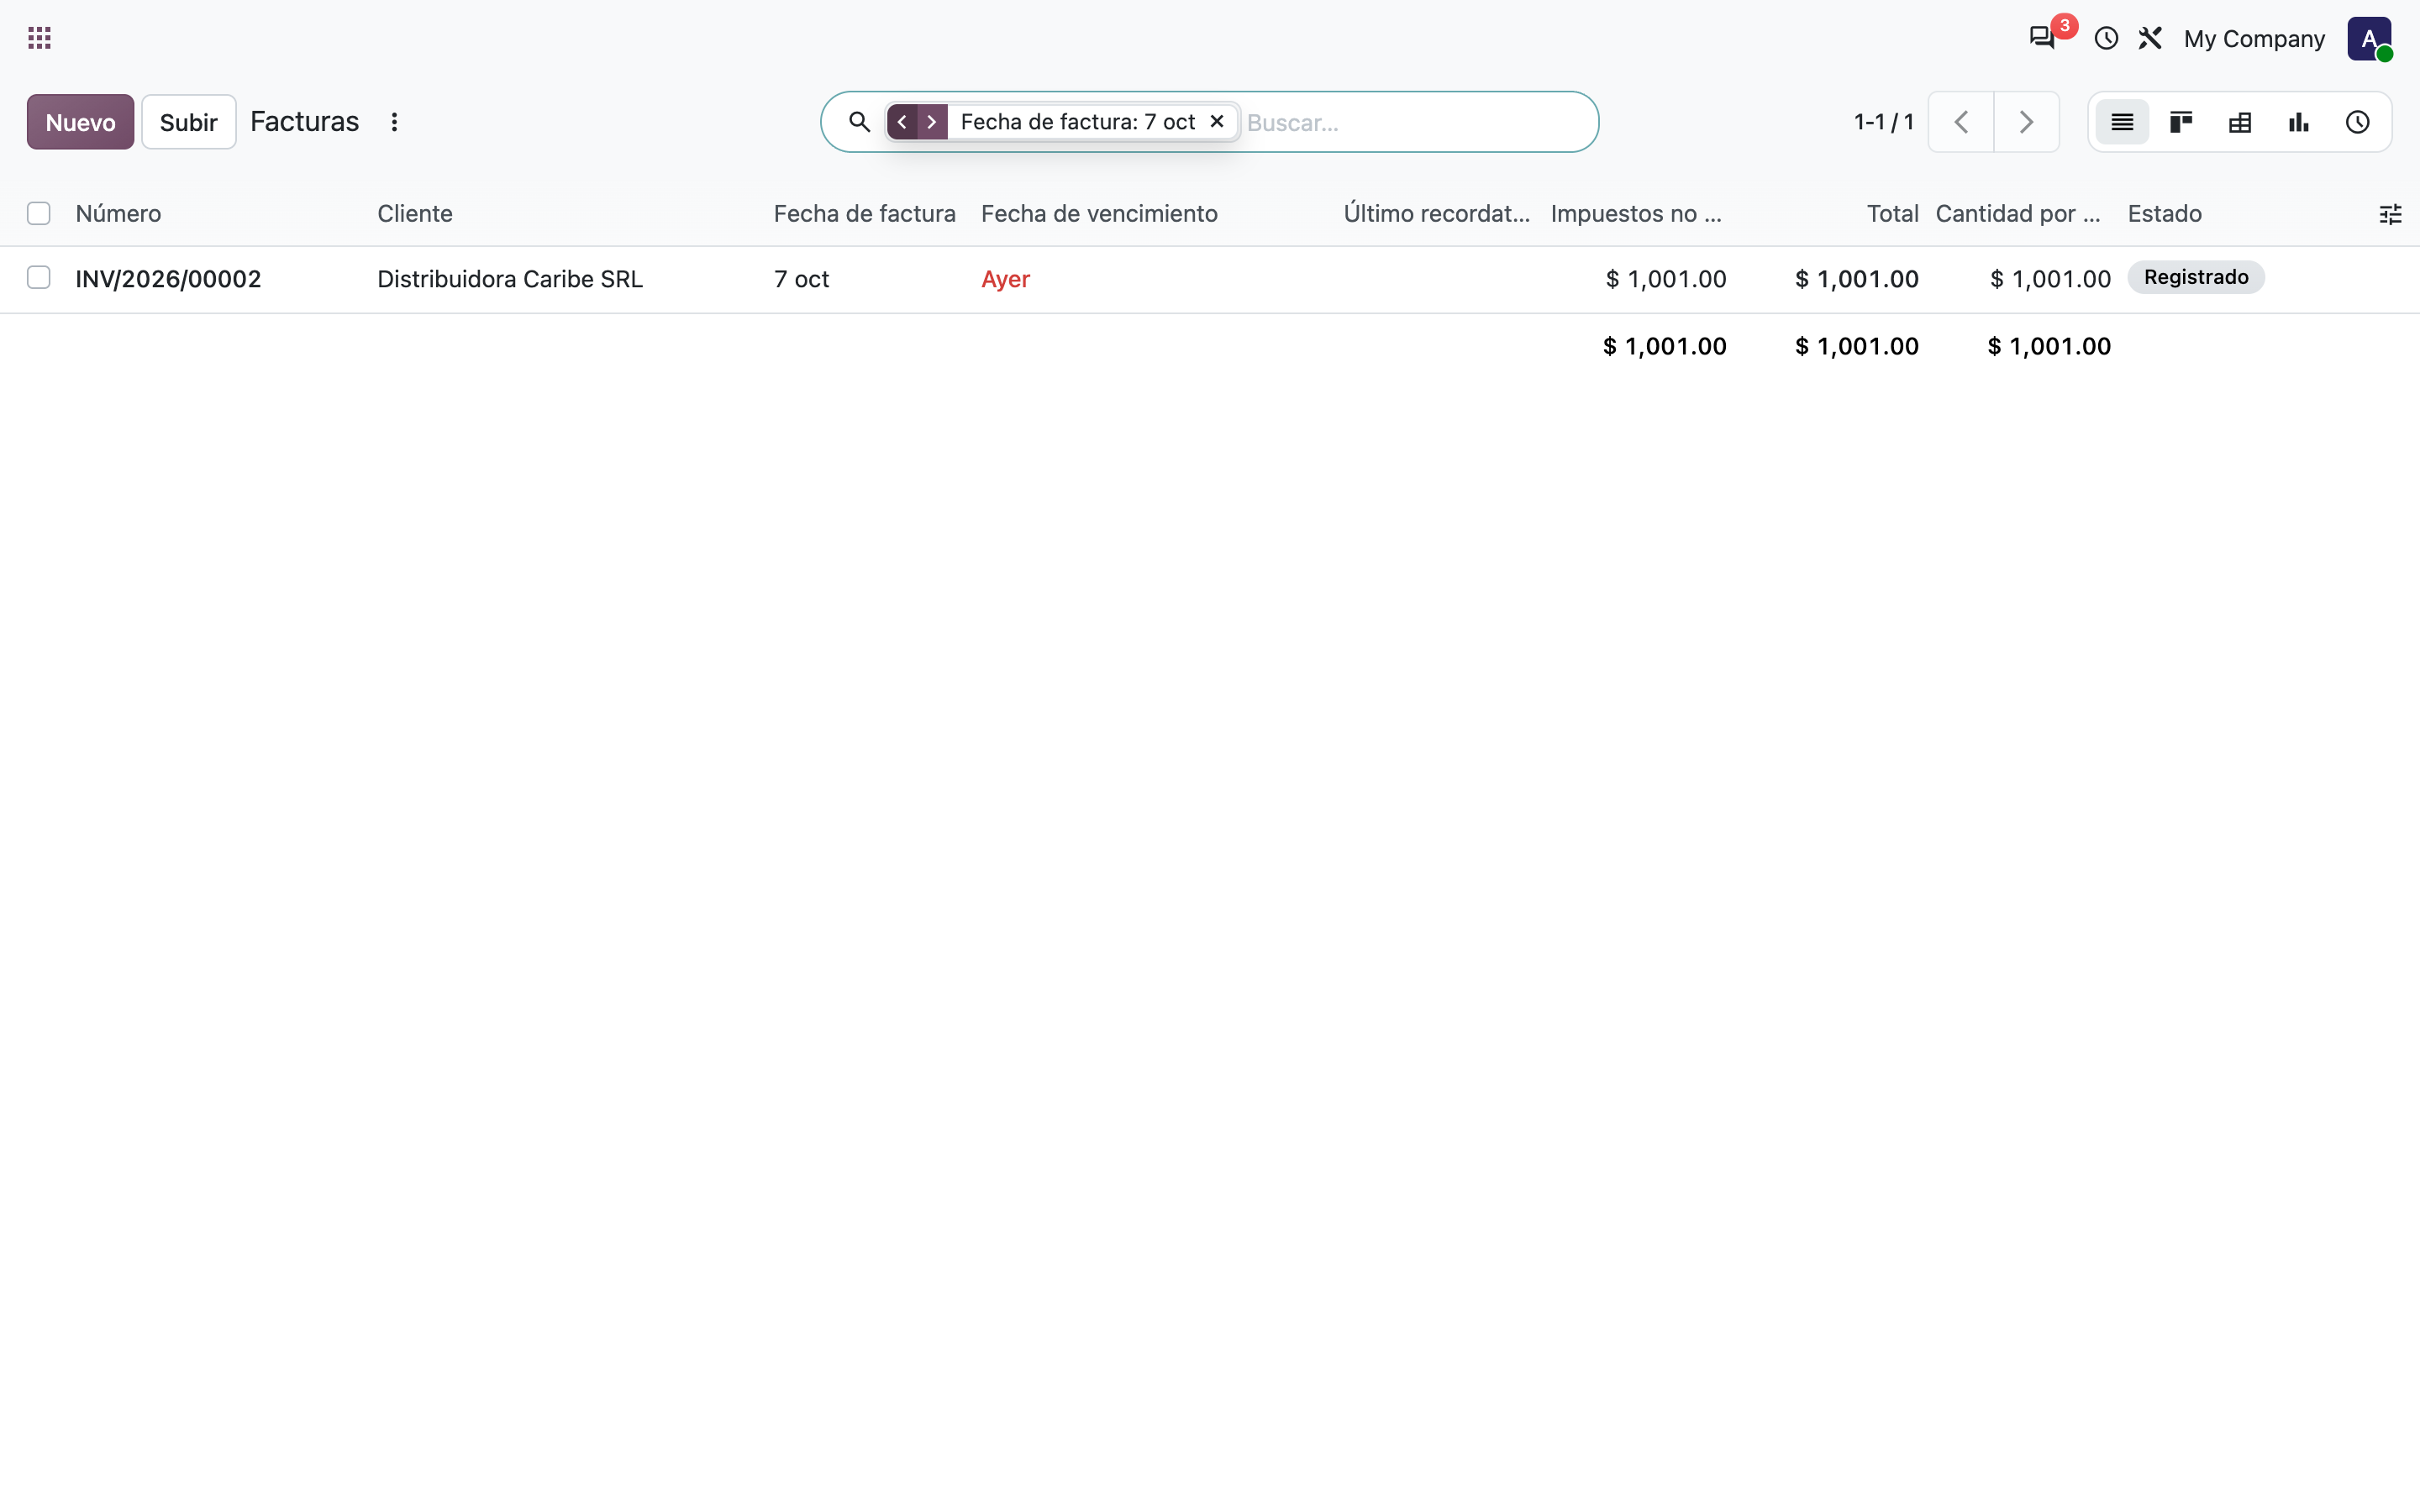 3 My Company A
Nuevo Subir Facturas Fecha de factura: 7 oct Buscar... 1-1 / 1
Número Cliente Fecha de factura Fecha de vencimiento Último recordat... Impuestos no ... Total Cantidad por ... Estado
INV/2026/00002 Distribuidora Caribe SRL 7 oct Ayer $ 1,001.00 $ 1,001.00 $ 1,001.00 Registrado
$ 1,001.00 $ 1,001.00 $ 1,001.00